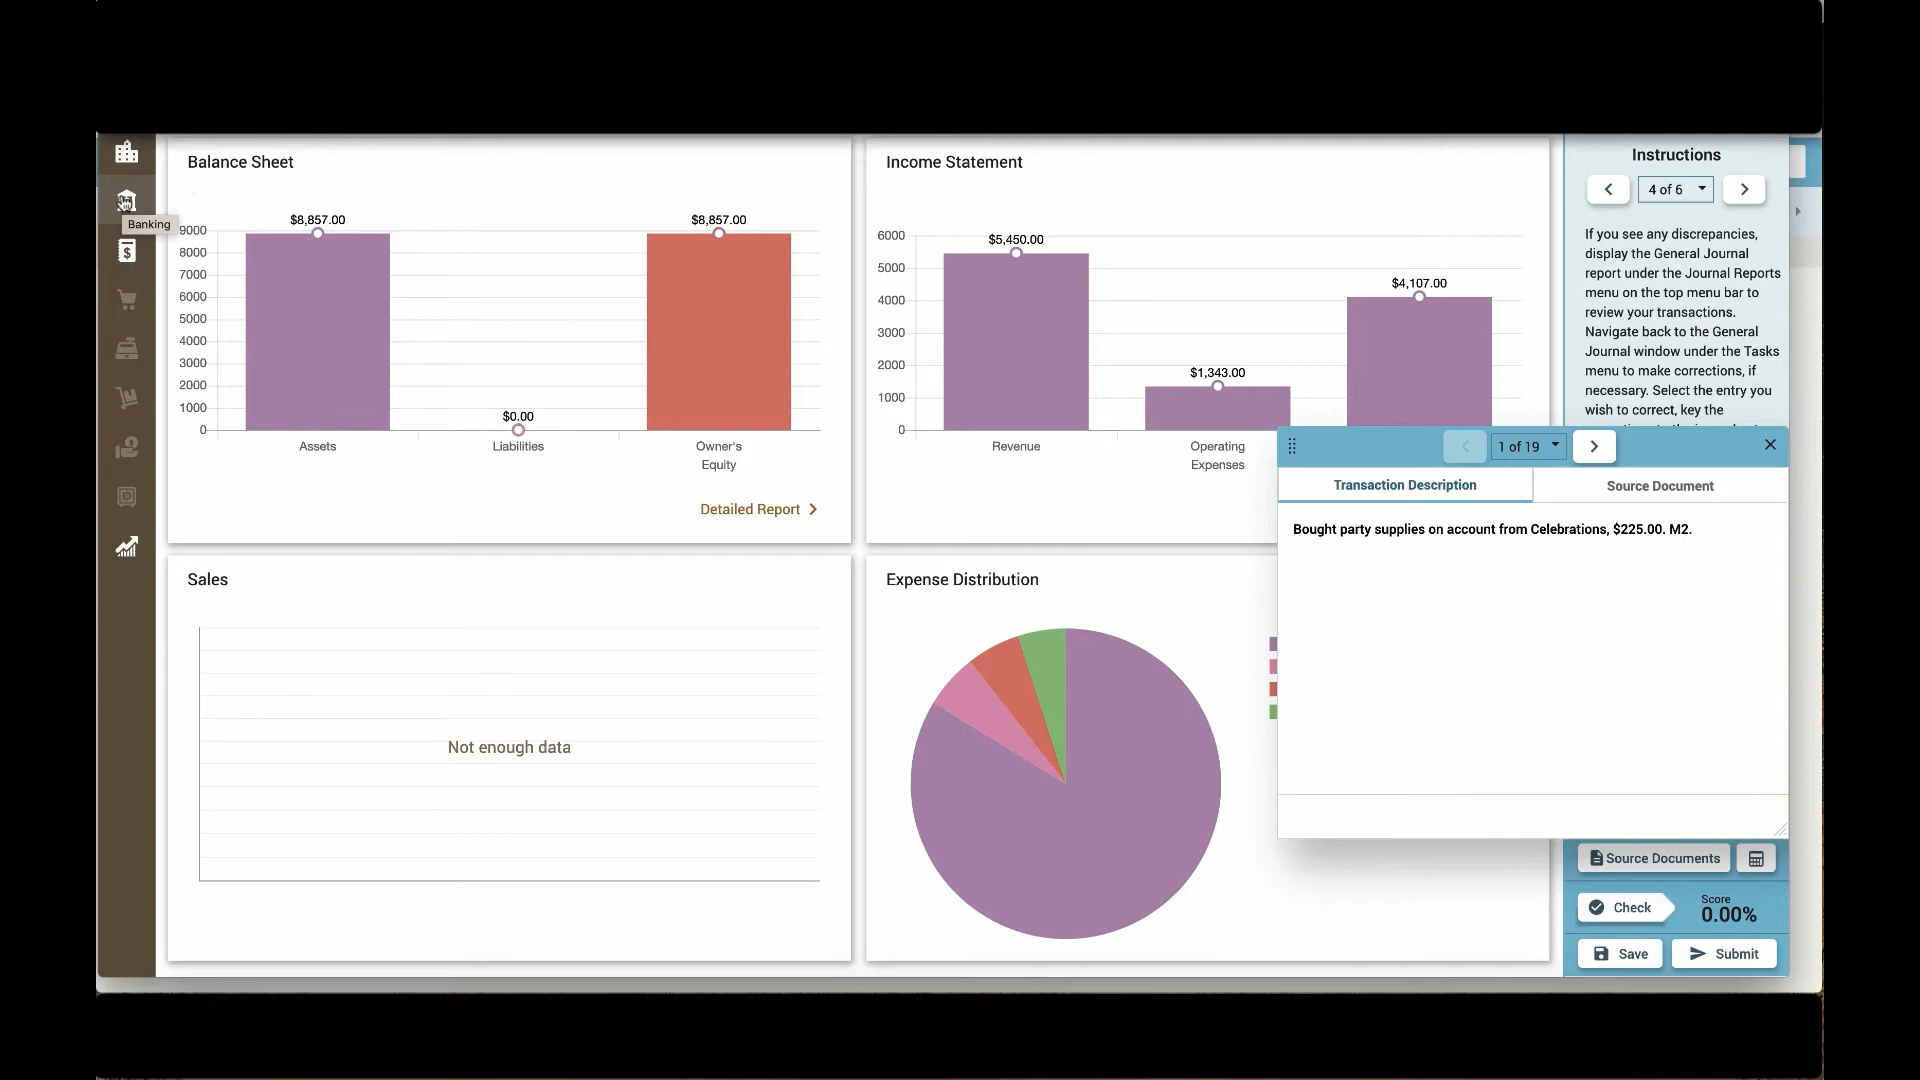 Banking
Balance Sheet
$8,857.00
$8,857.00
9000
8000
7000
6000
5000
4000
3000
2000
1000
0
$0.00
Assets
Liabilities
Owner's
Equity
Detailed Report
Income Statement
6000
5000
4000
3000
2000
1000
0
$5,450.00
$1,343.00
$4,107.00
Revenue
Operating
Expenses
Sales
Not enough data
Expense Distribution
Instructions
4 of 6
If you see any discrepancies,
display the General Journal
report under the Journal Reports
menu on the top menu bar to
review your transactions.
Navigate back to the General
Journal window under the Tasks
menu to make corrections, if
necessary. Select the entry you
wish to correct, key the
1 of 19
Transaction Description
Source Document
Bought party supplies on account from Celebrations, $225.00. M2.
Source Documents
Check
Score
0.00%
Save
Submit